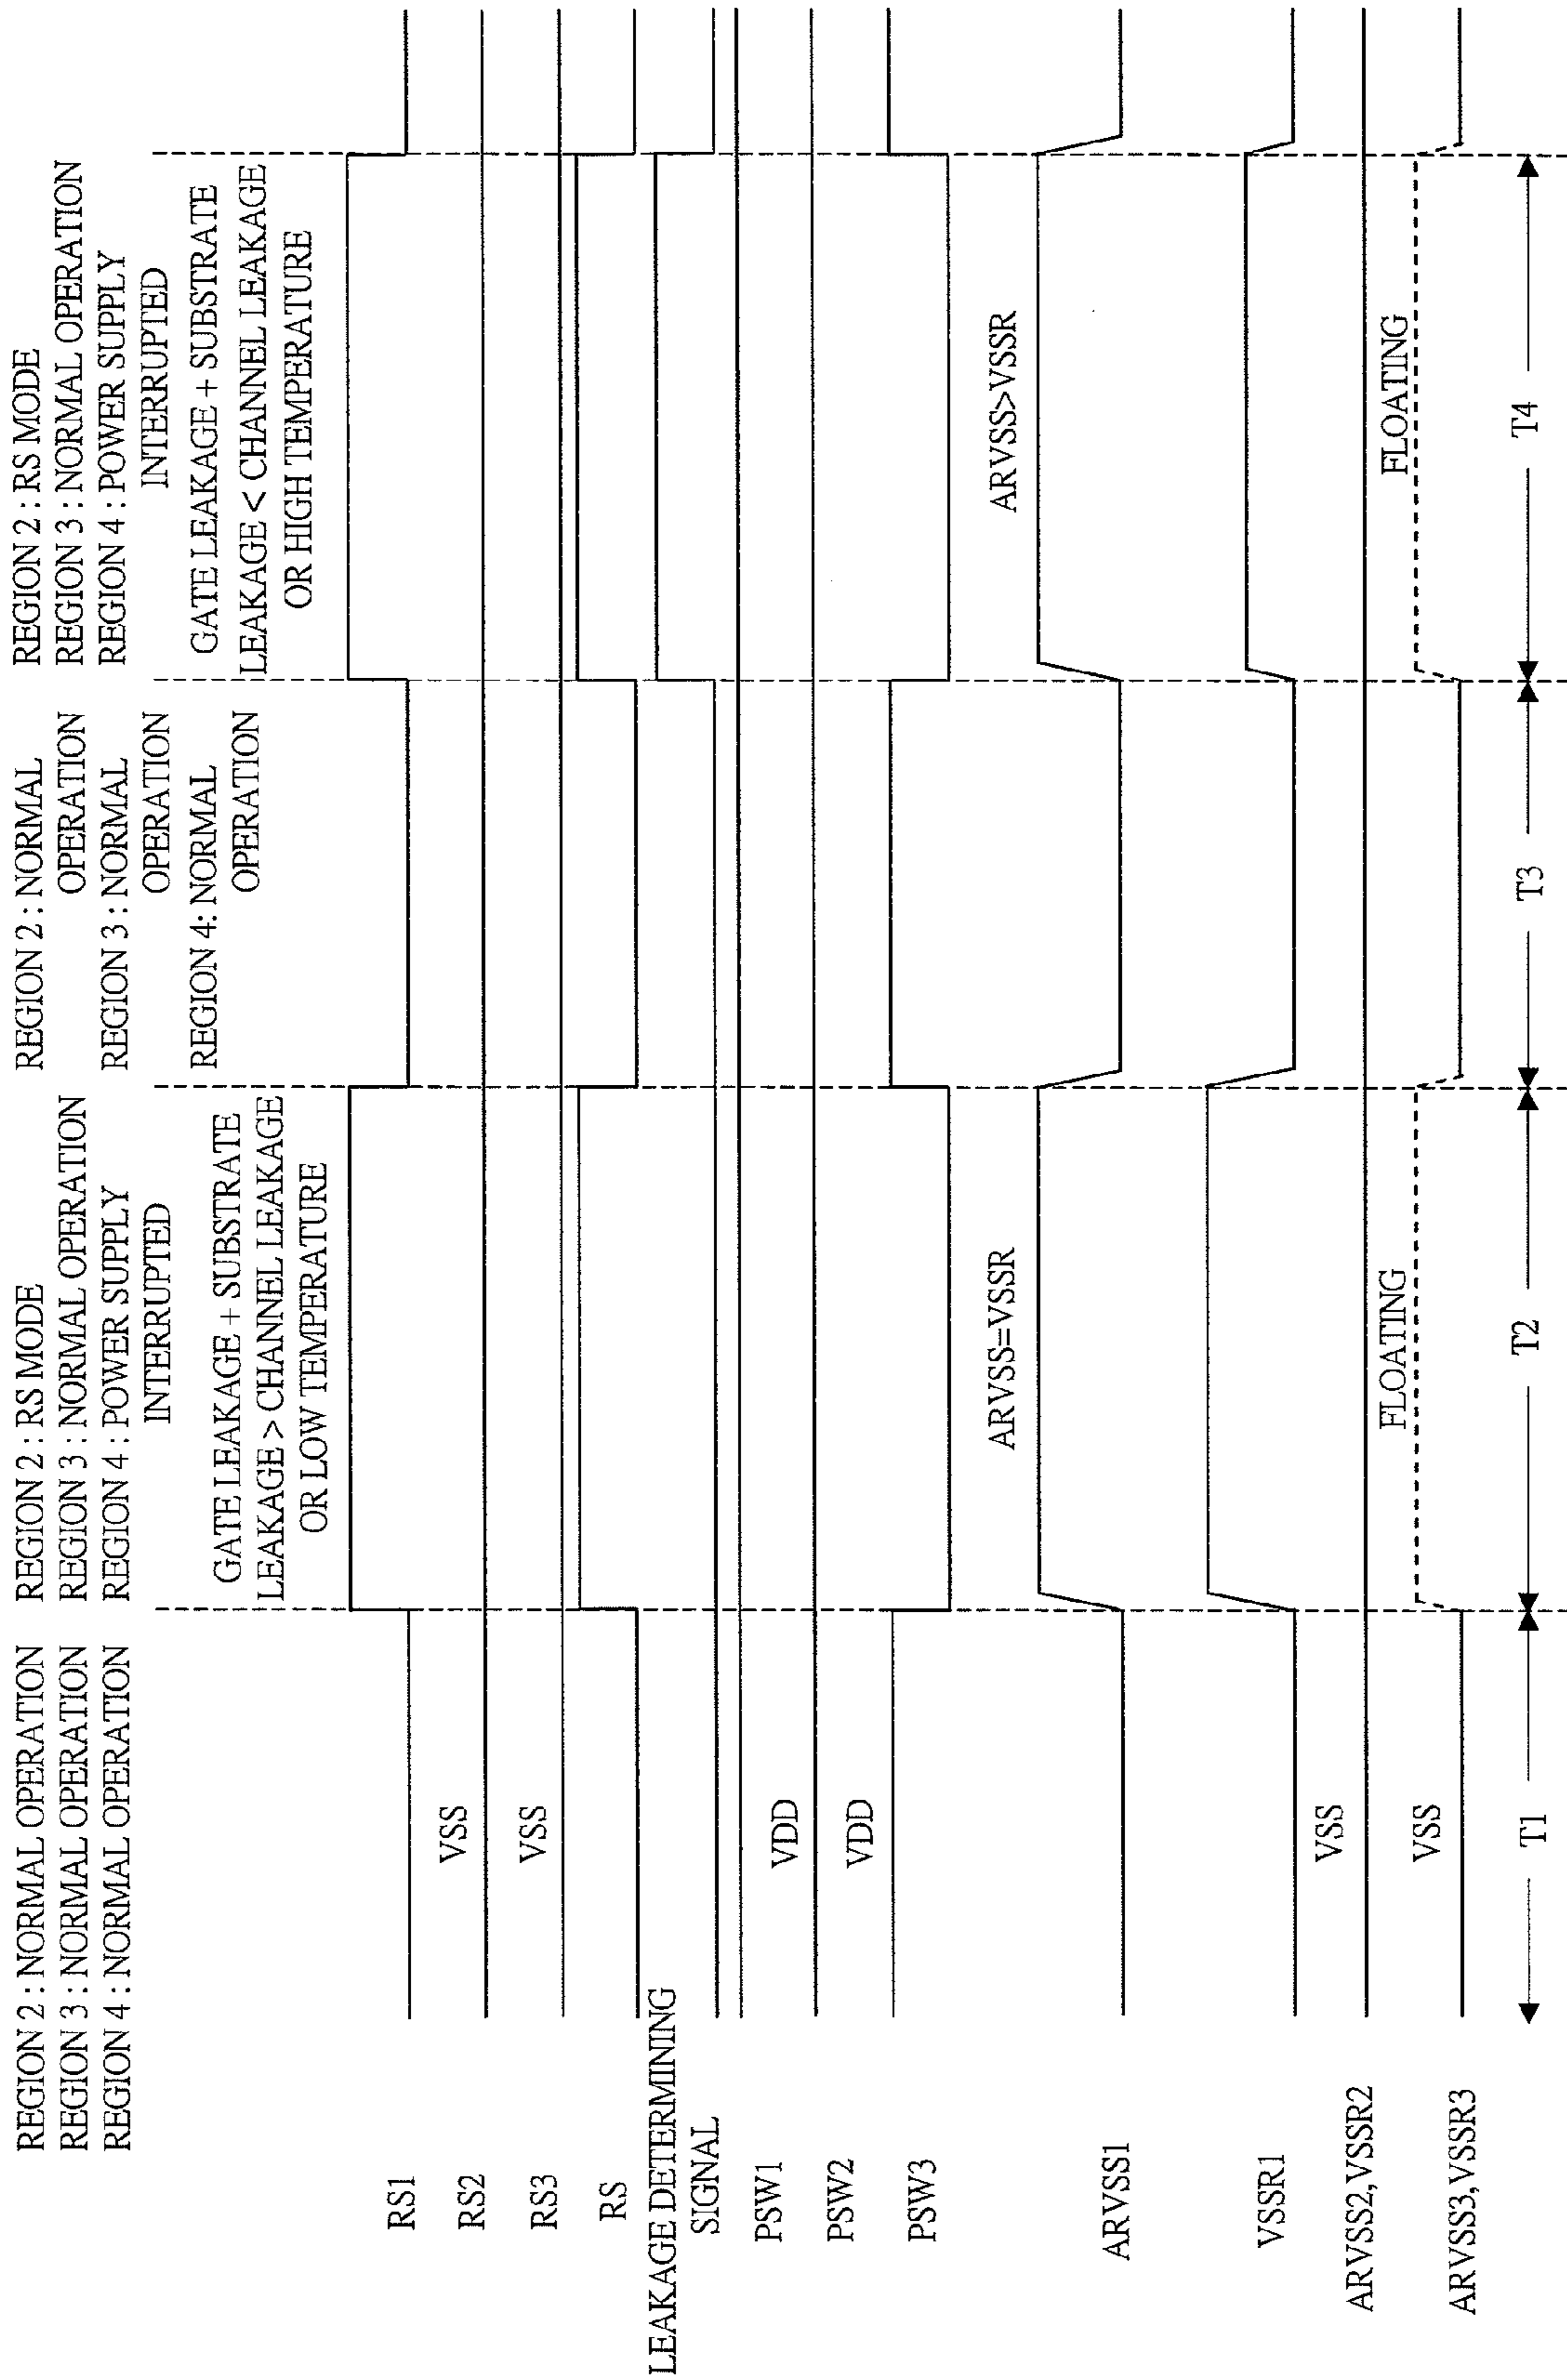 REGION 2 : NORMAL OPERATION
REGION 3 : NORMAL OPERATION
REGION 4 : NORMAL OPERATION
REGION 2 : RS MODE
REGION 3 : NORMAL OPERATION
REGION 4 : POWER SUPPLY
INTERRUPTED
GATE LEAKAGE + SUBSTRATE
LEAKAGE > CHANNEL LEAKAGE
OR LOW TEMPERATURE
REGION 2 : NORMAL
OPERATION
REGION 3 : NORMAL
OPERATION
REGION 4: NORMAL
OPERATION
REGION 2 : RS MODE
REGION 3 : NORMAL OPERATION
REGION 4 : POWER SUPPLY
INTERRUPTED
GATE LEAKAGE + SUBSTRATE
LEAKAGE < CHANNEL LEAKAGE
OR HIGH TEMPERATURE
RS1
RS2 VSS
RS3 VSS
RS
LEAKAGE DETERMINING
SIGNAL
PSW1
PSW2 VDD
PSW3 VDD
ARVSS1 ARVSS=VSSR ARVSS>VSSR
VSSR1
ARVSS2,VSSR2 VSS
ARVSS3,VSSR3 VSS FLOATING FLOATING
T1 T2 T3 T4